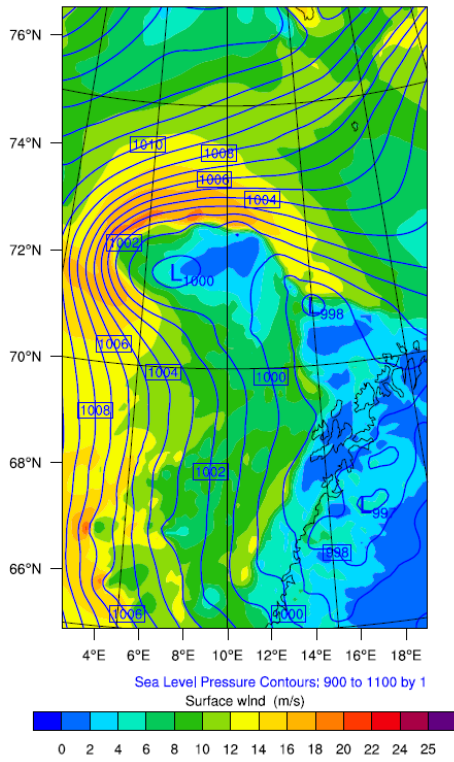 76°N
74°N
1010
1008
1006
1004
72°N
1002
L 1000
L 998
70°N
1006
1004
1000
1008
68°N
1002
L 997
66°N
998
1006
1000
4°E 6°E 8°E 10°E 12°E 14°E 16°E 18°E
Sea Level Pressure Contours: 900 to 1100 by 1
Surface wind (m/s)
0 2 4 6 8 10 12 14 16 18 20 22 24 25